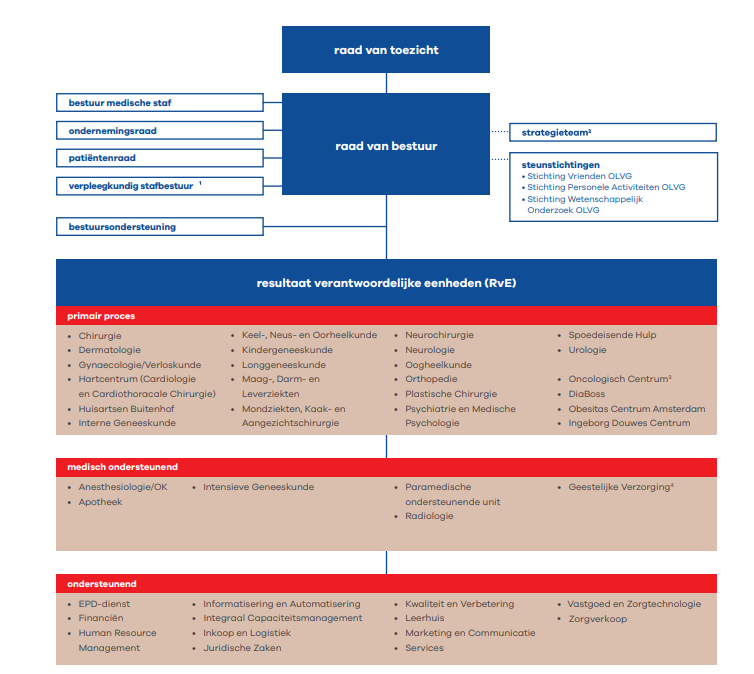 raad van toezicht
bestuur medische staf
ondernemingsraad
patiëntenraad
verpleegkundig stafbestuur ¹
bestuursondersteuning
raad van bestuur
strategieteam²
steunstichtingen
• Stichting Vrienden OLVG
• Stichting Personele Activiteiten OLVG
• Stichting Wetenschappelijk
Onderzoek OLVG
resultaat verantwoordelijke eenheden (RvE)
primair proces
• Chirurgie
• Dermatologie
• Gynaecologie/Verloskunde
• Hartcentrum (Cardiologie
en Cardiothoracale Chirurgie)
• Huisartsen Buitenhof
• Interne Geneeskunde
• Keel-, Neus- en Oorheelkunde
• Kindergeneeskunde
• Longgeneeskunde
• Maag-, Darm- en
Leverziekten
• Mondziekten, Kaak- en
Aangezichtschirurgie
• Neurochirurgie
• Neurologie
• Oogheelkunde
• Orthopedie
• Plastische Chirurgie
• Psychiatrie en Medische
Psychologie
• Spoedeisende Hulp
• Urologie
• Oncologisch Centrum³
• DiaBoss
• Obesitas Centrum Amsterdam
• Ingeborg Douwes Centrum
medisch ondersteunend
• Anesthesiologie/OK
• Apotheek
• Intensieve Geneeskunde
• Paramedische
ondersteunende unit
• Radiologie
• Geestelijke Verzorging⁴
ondersteunend
• EPD-dienst
• Financiën
• Human Resource
Management
• Informatisering en Automatisering
• Integraal Capaciteitsmanagement
• Inkoop en Logistiek
• Juridische Zaken
• Kwaliteit en Verbetering
• Leerhuis
• Marketing en Communicatie
• Services
• Vastgoed en Zorgtechnologie
• Zorgverkoop